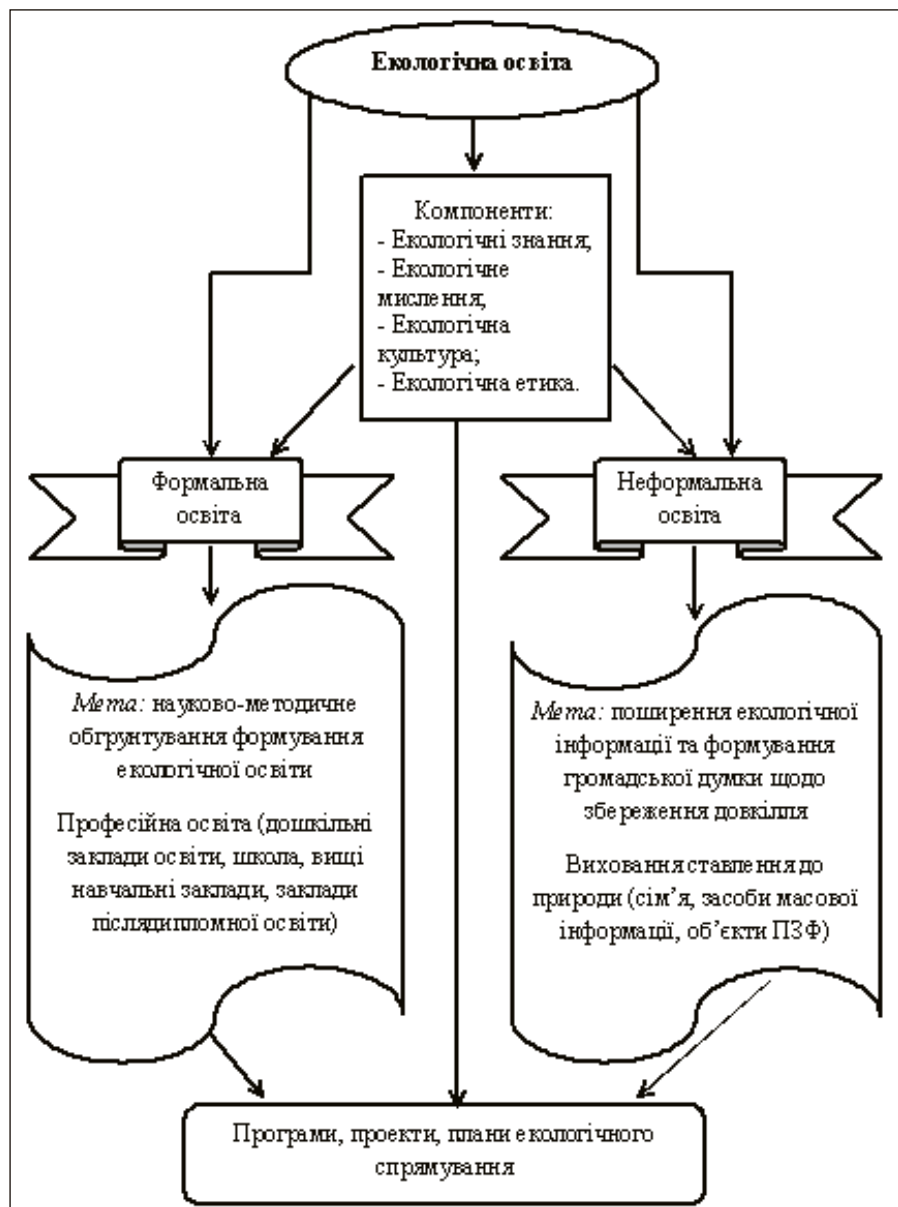 Екологічна освіта
Компоненти:
- Екологічні знання;
- Екологічне
мислення;
- Екологічна
культура;
- Екологічна етика.
Формальна
освіта
Неформальна
освіта
Мета: науково-методичне
обгрунтування формування
екологічної освіти
Професійна освіта (дошкільні
заклади освіти, школа, вищі
навчальні заклади, заклади
післядипломної освіти)
Мета: поширення екологічної
інформації та формування
громадської думки щодо
збереження довкілля
Виховання ставлення до
природи (сім’я, засоби масової
інформації, об’єкти ПЗФ)
Програми, проекти, плани екологічного
спрямування